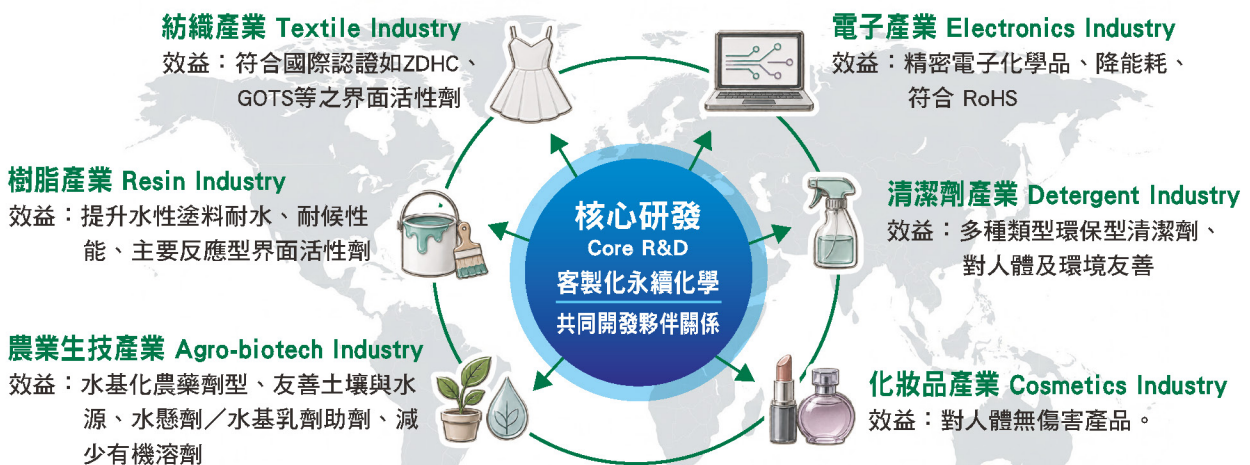 紡織產業 Textile Industry
效益：符合國際認證如ZDHC、
GOTS等之界面活性劑
電子產業 Electronics Industry
效益：精密電子化學品、降能耗、
符合 RoHS
樹脂產業 Resin Industry
效益：提升水性塗料耐水、耐候性
能、主要反應型界面活性劑
核心研發
Core R&D
客製化永續化學
共同開發夥伴關係
清潔劑產業 Detergent Industry
效益：多種類型環保型清潔劑、
對人體及環境友善
農業生技產業 Agro-biotech Industry
效益：水基化農藥劑型、友善土壤與水
源、水懸劑／水基乳劑助劑、減
少有機溶劑
化妝品產業 Cosmetics Industry
效益：對人體無傷害產品。